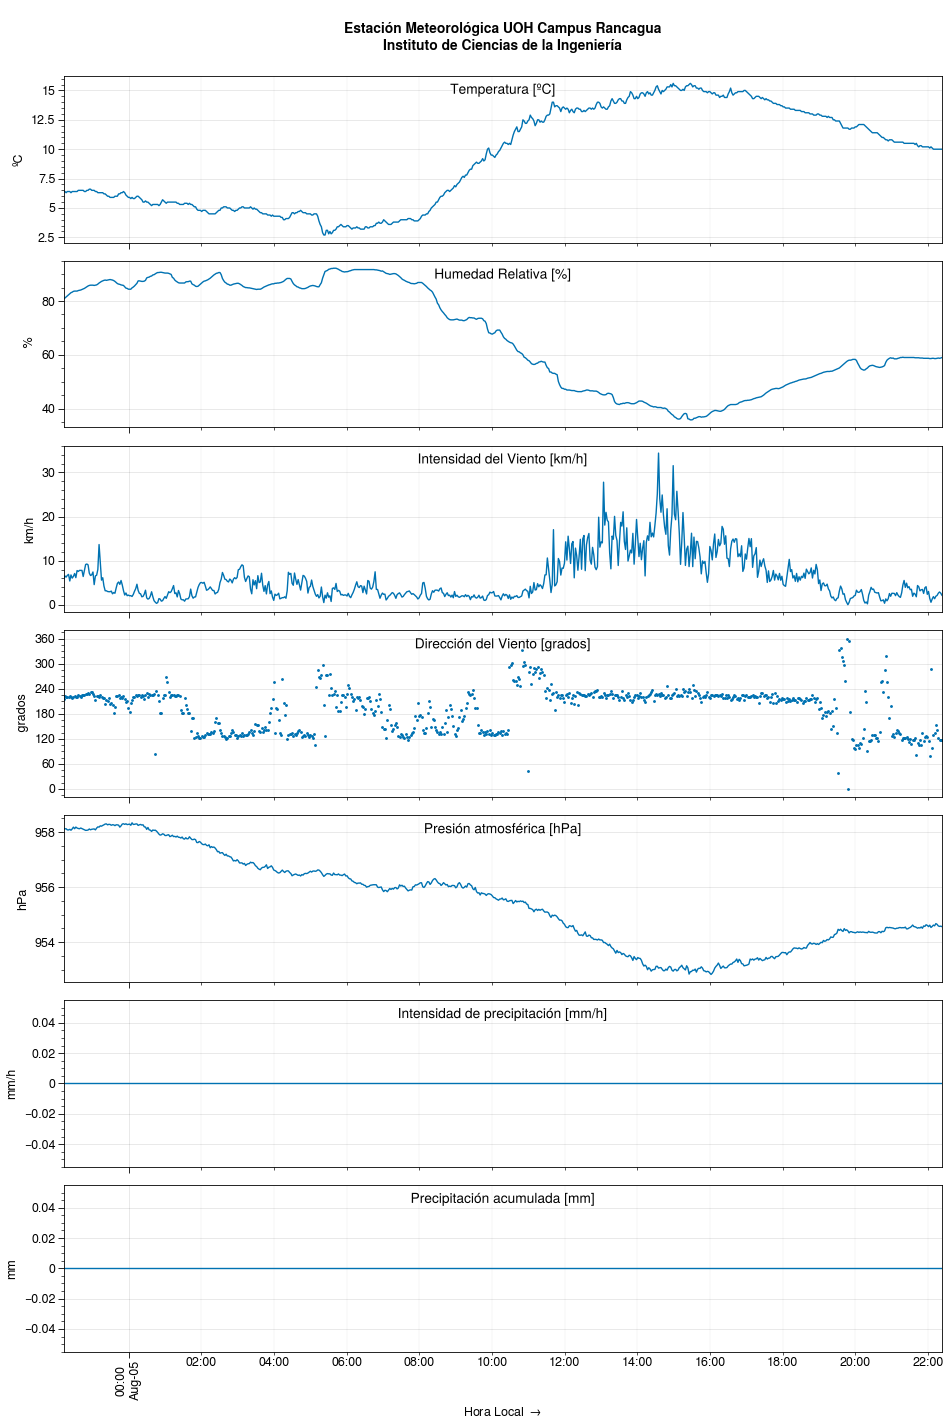 Estación Meteorológica UOH Campus Rancagua
Instituto de Ciencias de la Ingeniería
Temperatura [ºC]
15
12.5
10
7.5
5
2.5
ºC
Humedad Relativa [%]
80
60
40
%
Intensidad del Viento [km/h]
30
20
10
0
km/h
Dirección del Viento [grados]
360
300
240
180
120
60
0
grados
Presión atmosférica [hPa]
958
956
954
hPa
Intensidad de precipitación [mm/h]
0.04
0.02
0
−0.02
−0.04
mm/h
Precipitación acumulada [mm]
0.04
0.02
0
−0.02
−0.04
mm
00:00
Aug-05
02:00
04:00
06:00
08:00
10:00
12:00
14:00
16:00
18:00
20:00
22:00
Hora Local →